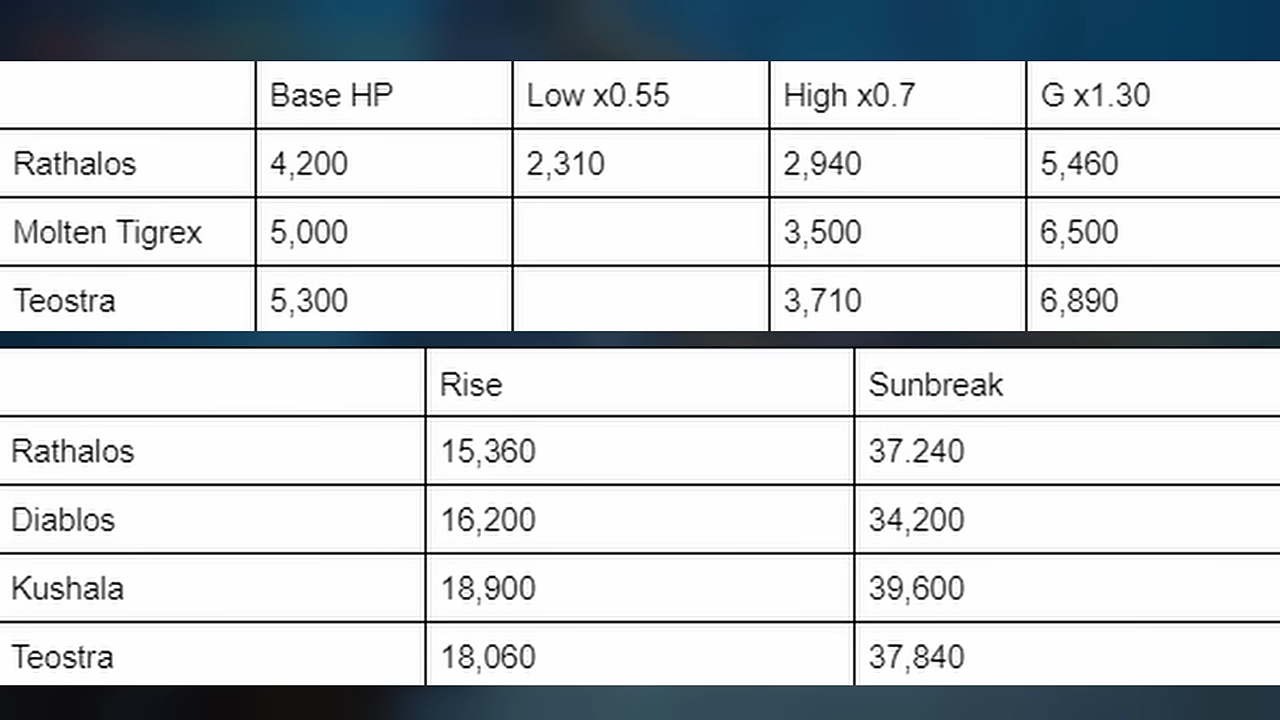 Base HP Low x0.55 High x0.7 G x1.30
Rathalos 4,200 2,310 2,940 5,460
Molten Tigrex 5,000 3,500 6,500
Teostra 5,300 3,710 6,890
Rise Sunbreak
Rathalos 15,360 37.240
Diablos 16,200 34,200
Kushala 18,900 39,600
Teostra 18,060 37,840